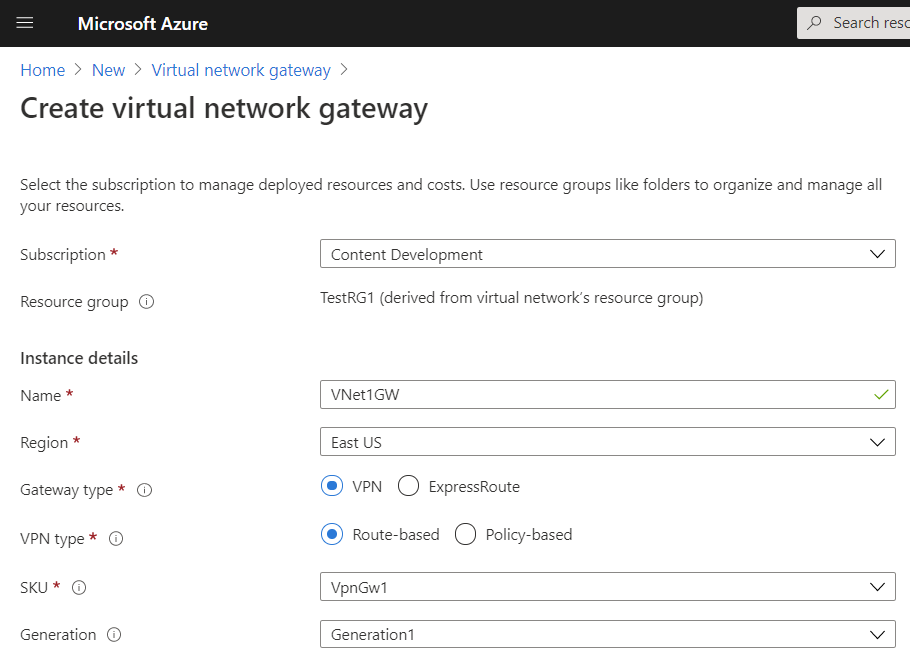 Microsoft Azure
Search reso
Home > New > Virtual network gateway >
Create virtual network gateway
Select the subscription to manage deployed resources and costs. Use resource groups like folders to organize and manage all
your resources.
Subscription * Content Development
Resource group TestRG1 (derived from virtual network's resource group)
Instance details
Name * VNet1GW
Region * East US
Gateway type * VPN ExpressRoute
VPN type * Route-based Policy-based
SKU * VpnGw1
Generation Generation1